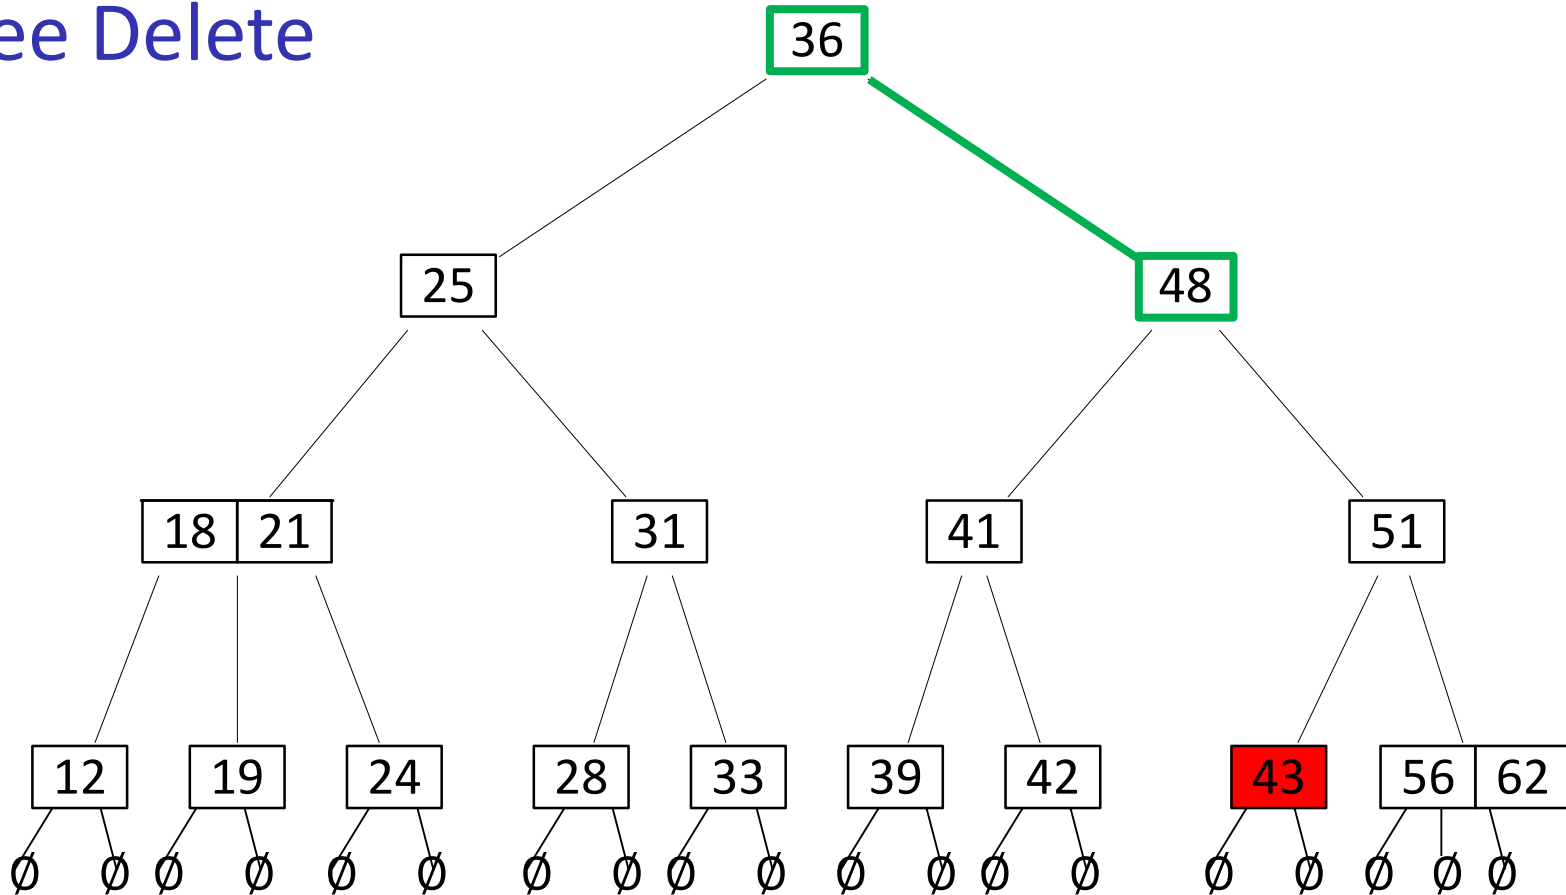 ee Delete
36
25 48
18 21 31 41 51
12 19 24 28 33 39 42 43 56 62
∅ ∅ ∅ ∅ ∅ ∅ ∅ ∅ ∅ ∅ ∅ ∅ ∅ ∅ ∅ ∅ ∅ ∅ ∅